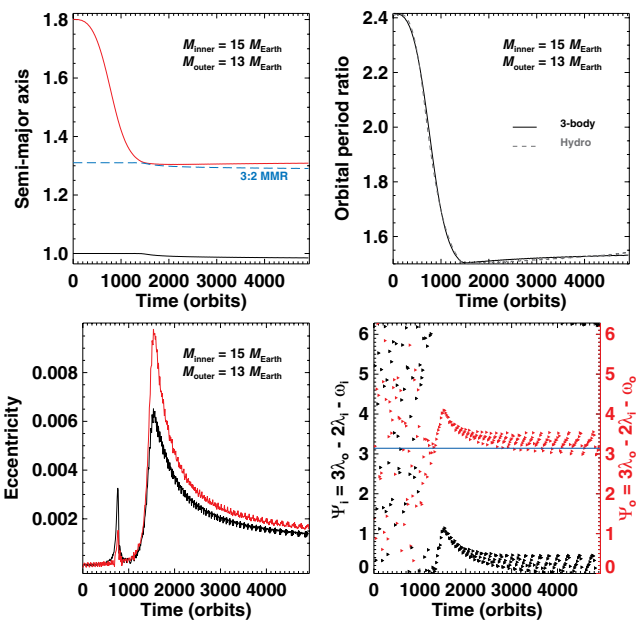 1.8
1.6
1.4
1.2
1.0
Semi-major axis
M_inner = 15 M_Earth
M_outer = 13 M_Earth
3:2 MMR
0 1000 2000 3000 4000
Time (orbits)
2.4
2.2
2.0
1.8
1.6
Orbital period ratio
M_inner = 15 M_Earth
M_outer = 13 M_Earth
3-body
Hydro
0 1000 2000 3000 4000
Time (orbits)
0.008
0.006
0.004
0.002
Eccentricity
M_inner = 15 M_Earth
M_outer = 13 M_Earth
0 1000 2000 3000 4000
Time (orbits)
6
5
4
3
2
1
0
Ψ_i = 3λ_o - 2λ_i - ω_i
6
5
4
3
2
1
0
Ψ_o = 3λ_o - 2λ_i - ω_o
0 1000 2000 3000 4000
Time (orbits)